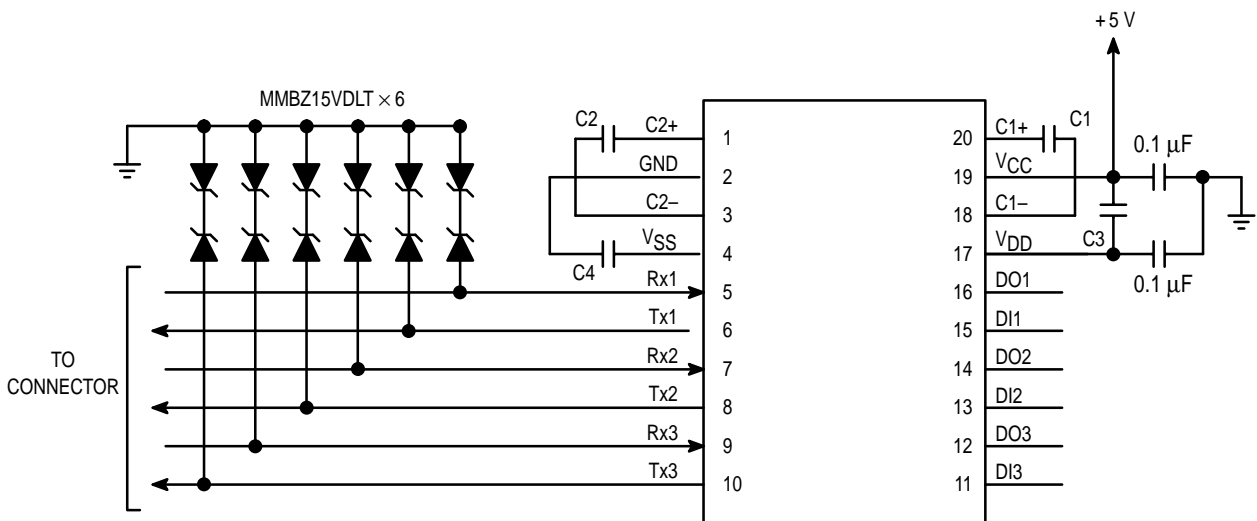 +5 V
MMBZ15VDLT × 6
C2 C2+ 1 20 C1+ C1
0.1 µF
GND 2 19 VCC
C2– 3 18 C1–
VSS 4 17 VDD C3
C4
0.1 µF
Rx1 5 16 DO1
Tx1 6 15 DI1
Rx2 7 14 DO2
TO
CONNECTOR
Tx2 8 13 DI2
Rx3 9 12 DO3
Tx3 10 11 DI3